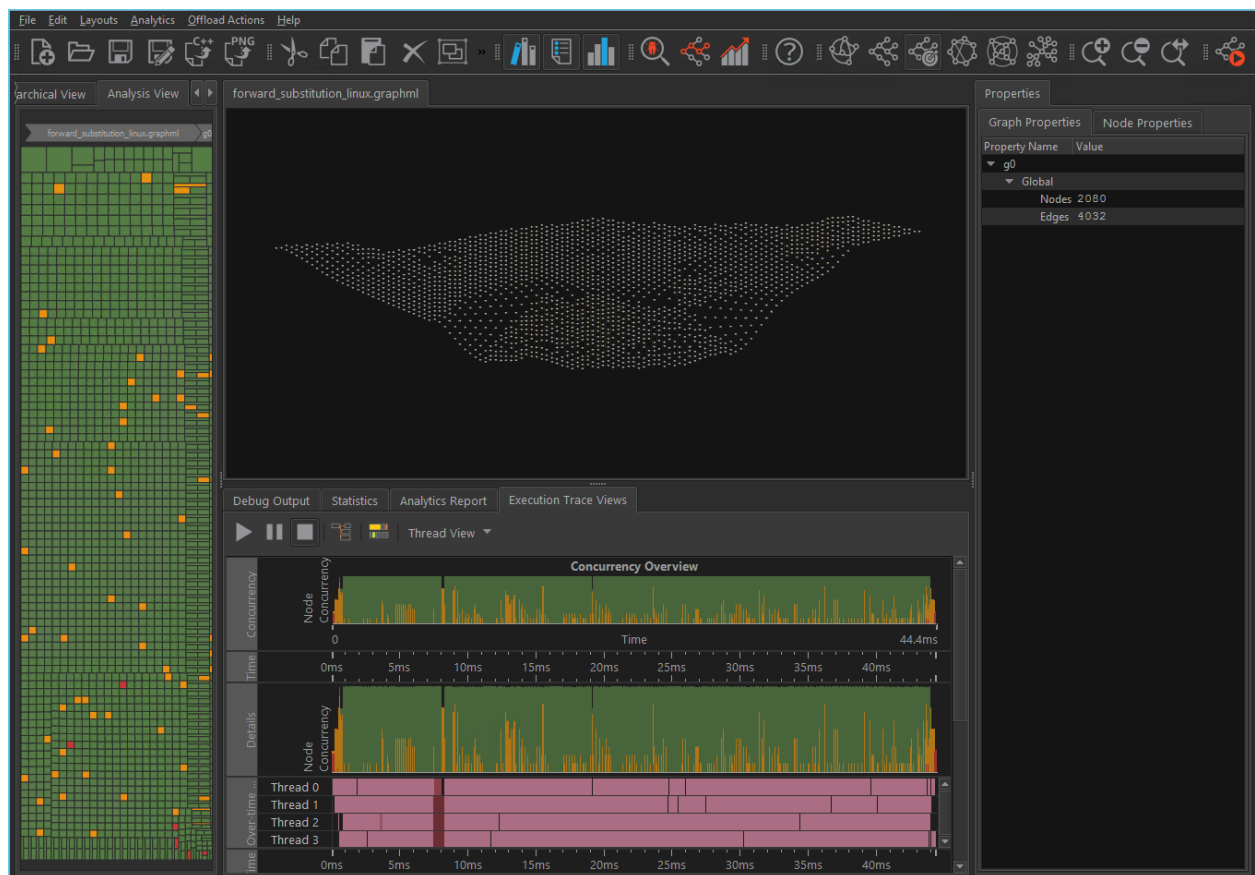 File Edit Layouts Analytics Offload Actions Help
C++ PNG »
archical View Analysis View
forward_substitution_linux.graphml g0
forward_substitution_linux.graphml
Debug Output Statistics Analytics Report Execution Trace Views
Thread View
Concurrency
Concurrency Overview
Node
Concurrency
0 Time 44.4ms
Time
0ms 5ms 10ms 15ms 20ms 25ms 30ms 35ms 40ms
Details
Node
Concurrency
Over-time ...
Thread 0
Thread 1
Thread 2
Thread 3
ime
0ms 5ms 10ms 15ms 20ms 25ms 30ms 35ms 40ms
Properties
Graph Properties Node Properties
Property Name Value
g0
Global
Nodes 2080
Edges 4032